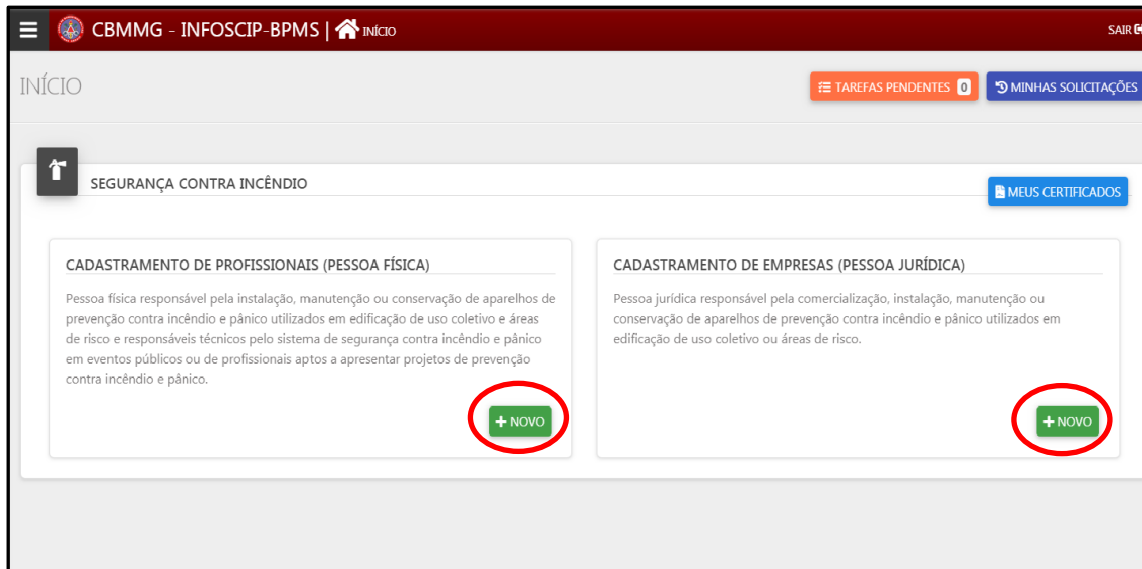 CBMMG - INFOSCIP-BPMS | INÍCIO
SAIR
INÍCIO
TAREFAS PENDENTES 0
MINHAS SOLICITAÇÕES
SEGURANÇA CONTRA INCÊNDIO
MEUS CERTIFICADOS
CADASTRAMENTO DE PROFISSIONAIS (PESSOA FÍSICA)
Pessoa física responsável pela instalação, manutenção ou conservação de aparelhos de
prevenção contra incêndio e pânico utilizados em edificação de uso coletivo e áreas
de risco e responsáveis técnicos pelo sistema de segurança contra incêndio e pânico
em eventos públicos ou de profissionais aptos a apresentar projetos de prevenção
contra incêndio e pânico.
+ NOVO
CADASTRAMENTO DE EMPRESAS (PESSOA JURÍDICA)
Pessoa jurídica responsável pela comercialização, instalação, manutenção ou
conservação de aparelhos de prevenção contra incêndio e pânico utilizados em
edificação de uso coletivo ou áreas de risco.
+ NOVO